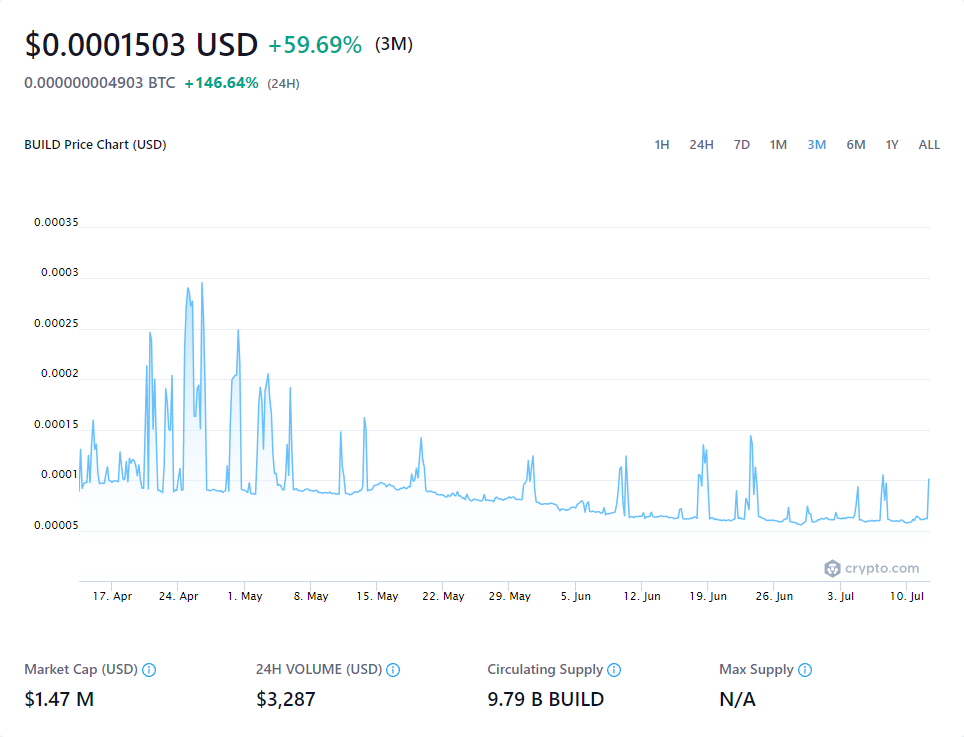 $0.0001503 USD +59.69% (3M)
0.000000004903 BTC +146.64% (24H)
BUILD Price Chart (USD) 1H 24H 7D 1M 3M 6M 1Y ALL
0.00035
0.0003
0.00025
0.0002
0.00015
0.0001
0.00005
crypto.com
17. Apr 24. Apr 1. May 8. May 15. May 22. May 29. May 5. Jun 12. Jun 19. Jun 26. Jun 3. Jul 10. Jul
Market Cap (USD) 24H VOLUME (USD) Circulating Supply Max Supply
$1.47 M $3,287 9.79 B BUILD N/A